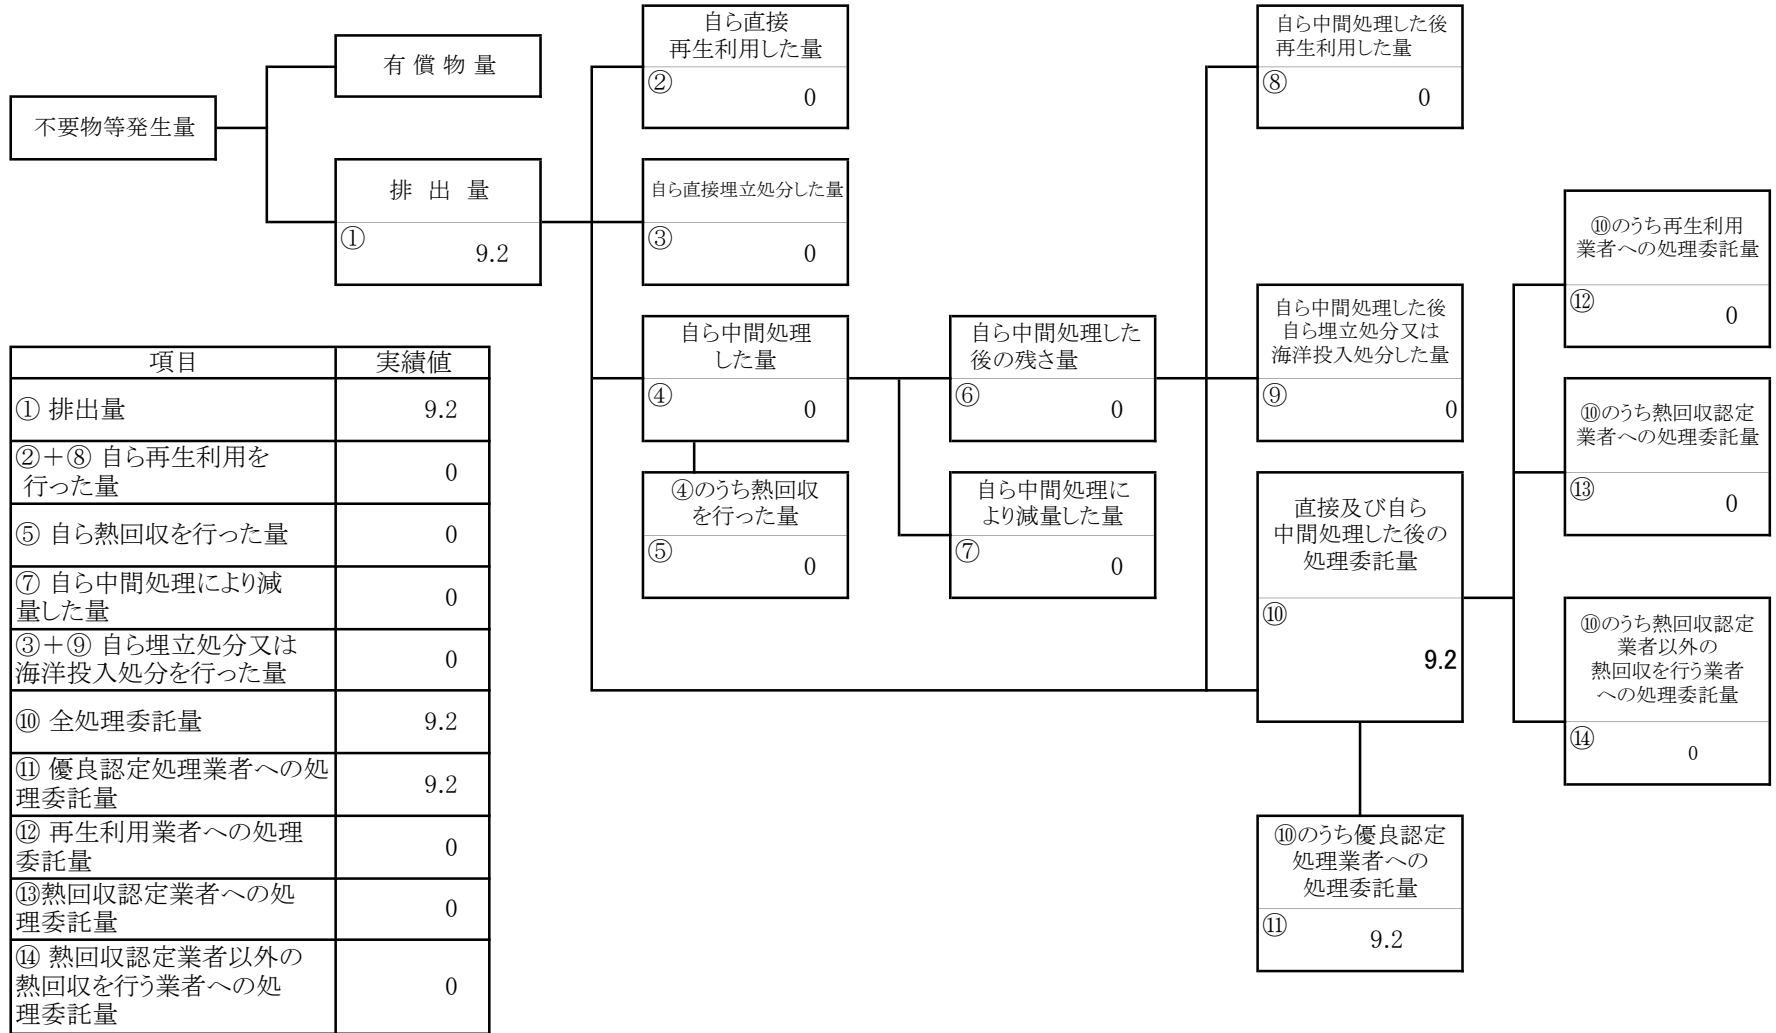 不要物等発生量
有 償 物 量
排 出 量
①
9.2
自ら直接
再生利用した量
②
0
自ら直接埋立処分した量
③
0
自ら中間処理
した量
④
0
④のうち熱回収
を行った量
⑤
0
自ら中間処理した
後の残さ量
⑥
0
自ら中間処理に
より減量した量
⑦
0
自ら中間処理した後
再生利用した量
⑧
0
自ら中間処理した後
自ら埋立処分又は
海洋投入処分した量
⑨
0
直接及び自ら
中間処理した後の
処理委託量
⑩
9.2
⑩のうち優良認定
処理業者への
処理委託量
⑪
9.2
⑩のうち再生利用
業者への処理委託量
⑫
0
⑩のうち熱回収認定
業者への処理委託量
⑬
0
⑩のうち熱回収認定
業者以外の
熱回収を行う業者
への処理委託量
⑭
0
項目 実績値
① 排出量 9.2
②＋⑧ 自ら再生利用を
行った量 0
⑤ 自ら熱回収を行った量 0
⑦ 自ら中間処理により減
量した量 0
③＋⑨ 自ら埋立処分又は
海洋投入処分を行った量 0
⑩ 全処理委託量 9.2
⑪ 優良認定処理業者への処
理委託量 9.2
⑫ 再生利用業者への処理
委託量 0
⑬熱回収認定業者への処
理委託量 0
⑭ 熱回収認定業者以外の
熱回収を行う業者への処
理委託量 0